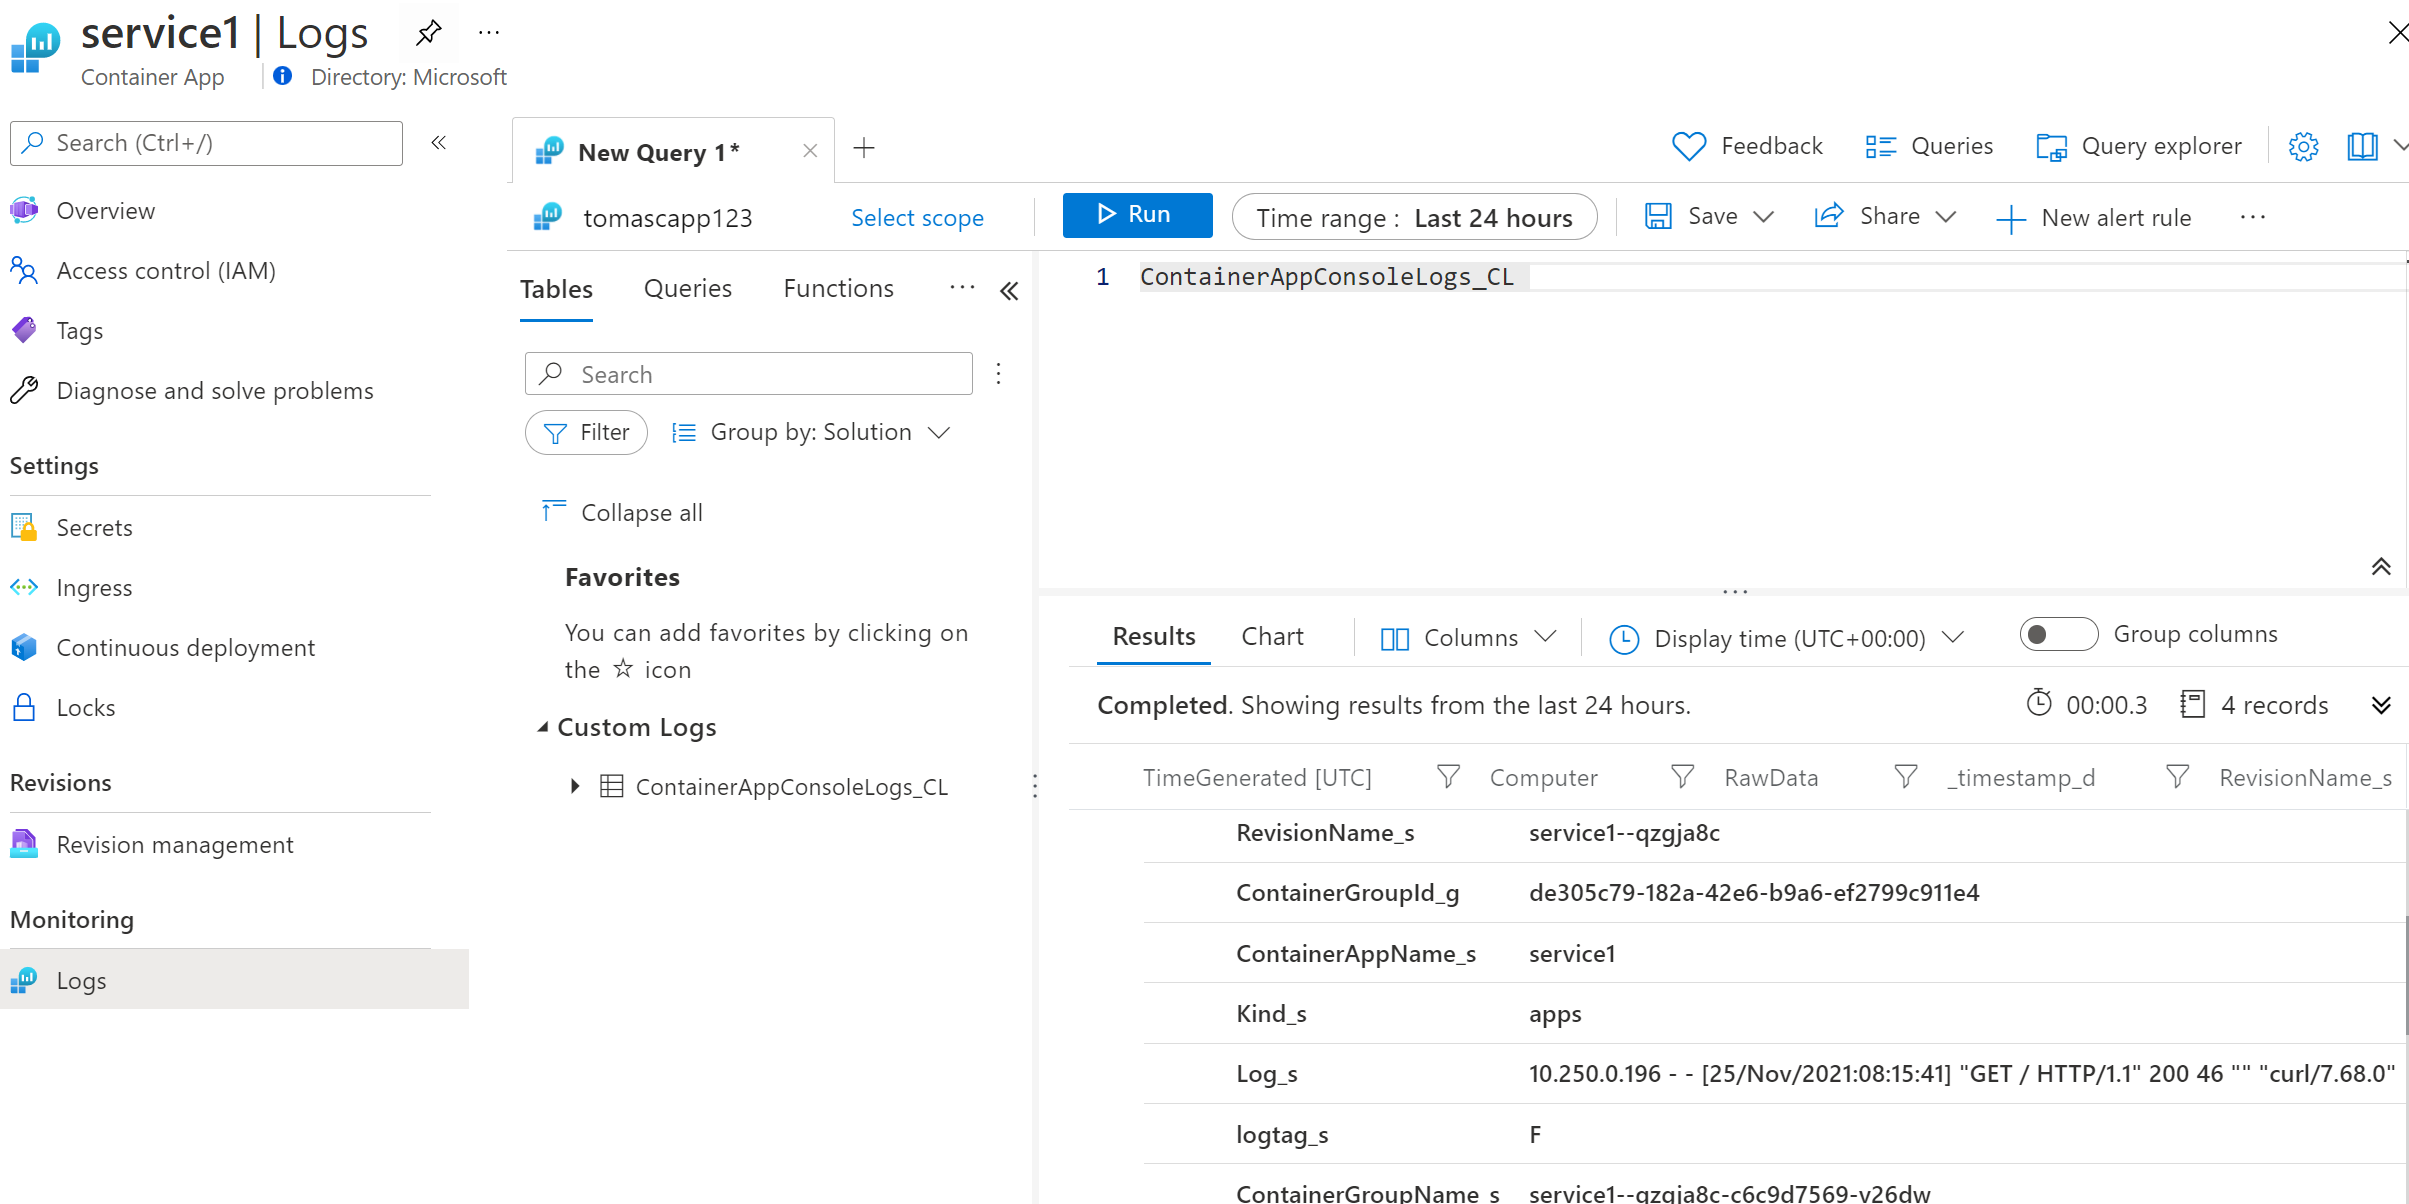 service1 | Logs
Container App
Directory: Microsoft
Search (Ctrl+/)
Overview
Access control (IAM)
Tags
Diagnose and solve problems
Settings
Secrets
Ingress
Continuous deployment
Locks
Revisions
Revision management
Monitoring
Logs
New Query 1*
Feedback
Queries
Query explorer
tomascapp123
Select scope
Run
Time range : Last 24 hours
Save
Share
New alert rule
Tables
Queries
Functions
Search
Filter
Group by: Solution
Collapse all
Favorites
You can add favorites by clicking on
the ☆ icon
Custom Logs
ContainerAppConsoleLogs_CL
1 ContainerAppConsoleLogs_CL
Results
Chart
Columns
Display time (UTC+00:00)
Group columns
Completed. Showing results from the last 24 hours.
00:00.3
4 records
TimeGenerated [UTC] Computer RawData _timestamp_d RevisionName_s
RevisionName_s service1--qzgja8c
ContainerGroupId_g de305c79-182a-42e6-b9a6-ef2799c911e4
ContainerAppName_s service1
Kind_s apps
Log_s 10.250.0.196 - - [25/Nov/2021:08:15:41] "GET / HTTP/1.1" 200 46 "" "curl/7.68.0"
logtag_s F
ContainerGroupName_s service1--qzgja8c-c6c9d7569-v26dw